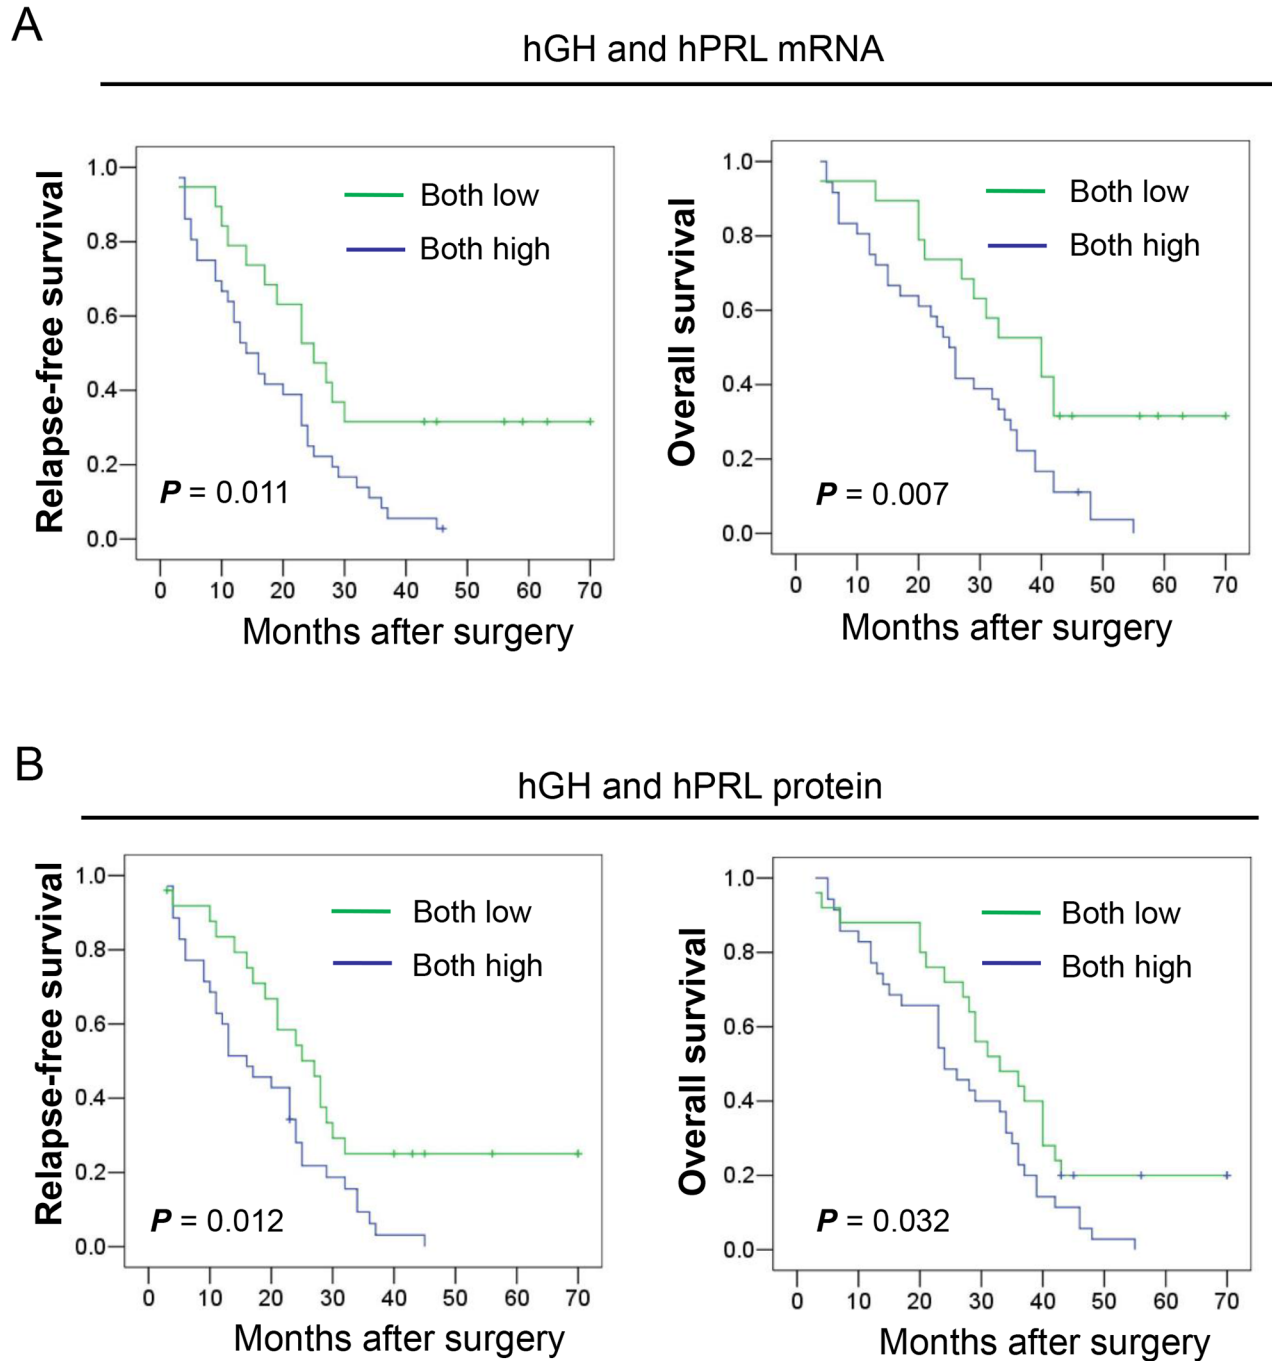 A
hGH and hPRL mRNA
Relapse-free survival
1.0
0.8
0.6
0.4
0.2
0.0
Both low
Both high
P = 0.011
0 10 20 30 40 50 60 70
Months after surgery
Overall survival
1.0
0.8
0.6
0.4
0.2
0.0
Both low
Both high
P = 0.007
0 10 20 30 40 50 60 70
Months after surgery
B
hGH and hPRL protein
Relapse-free survival
1.0
0.8
0.6
0.4
0.2
0.0
Both low
Both high
P = 0.012
0 10 20 30 40 50 60 70
Months after surgery
Overall survival
1.0
0.8
0.6
0.4
0.2
0.0
Both low
Both high
P = 0.032
0 10 20 30 40 50 60 70
Months after surgery